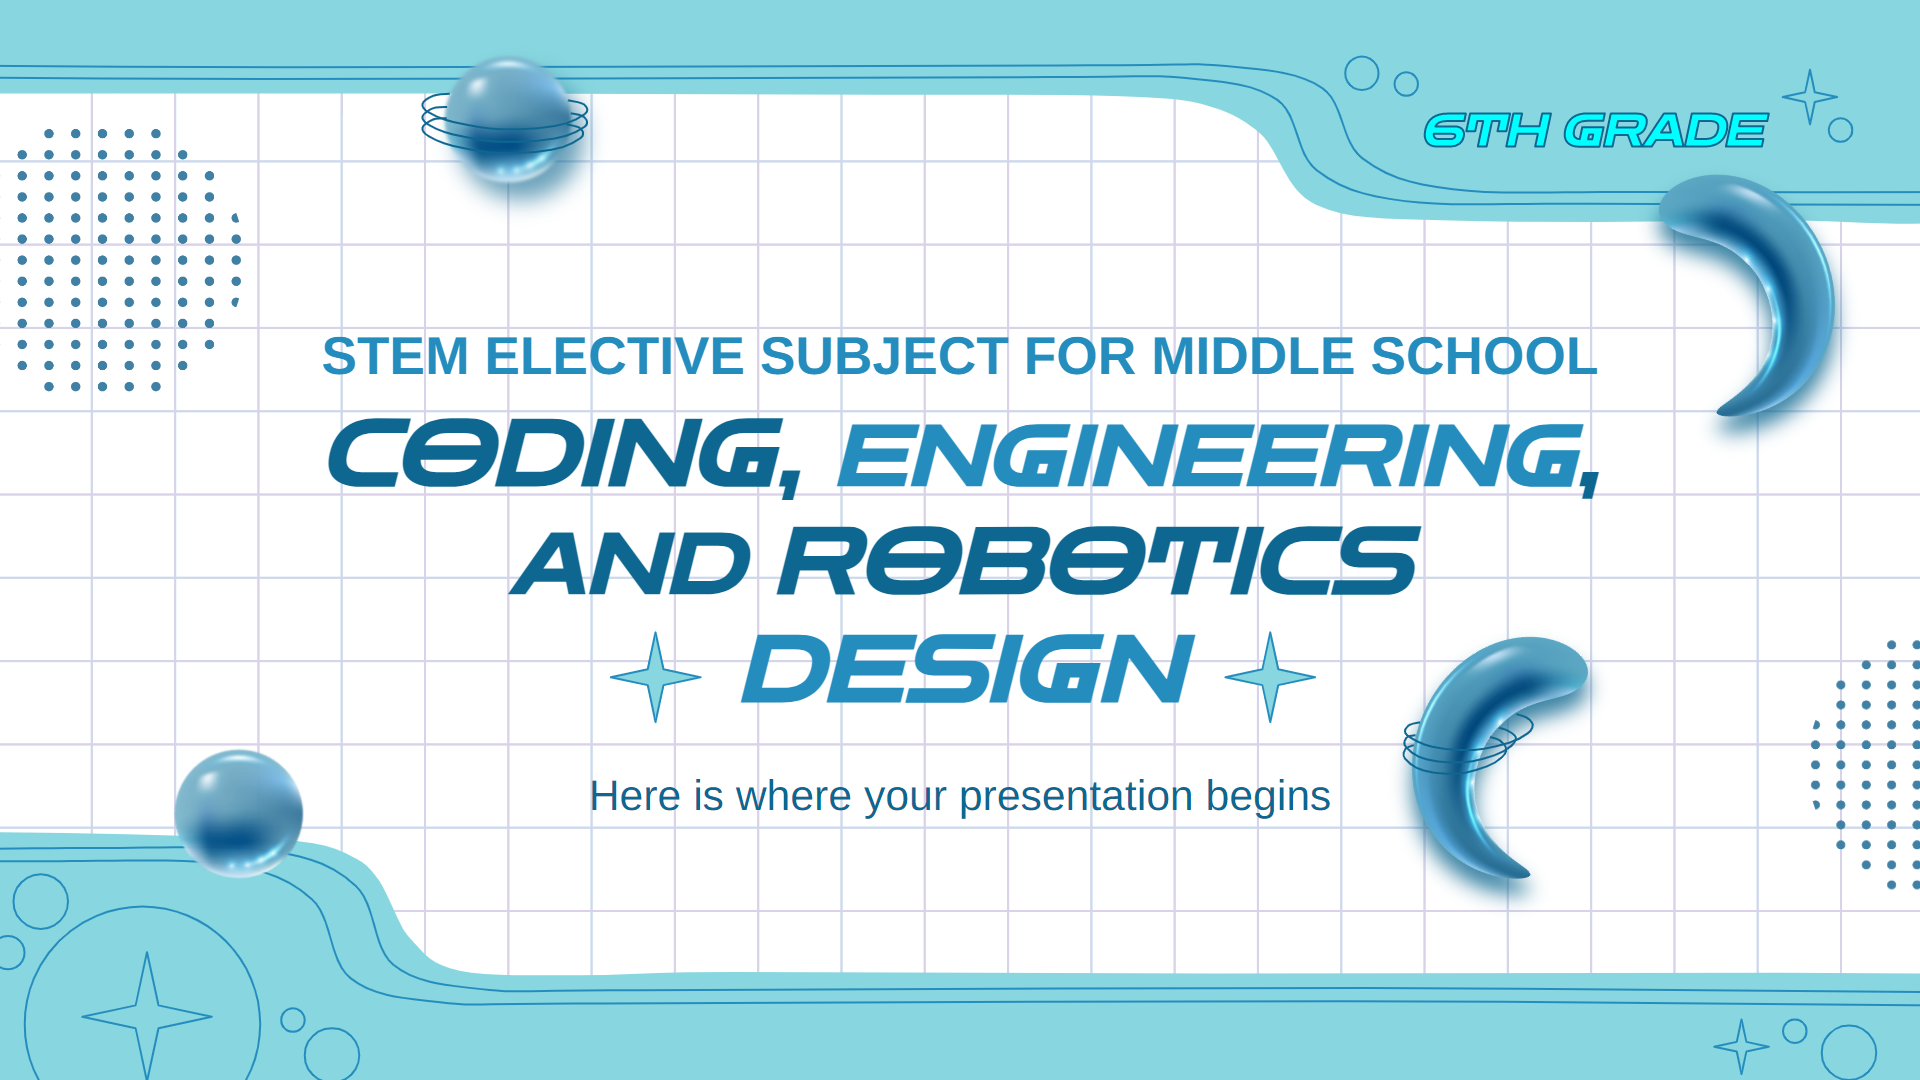 6TH GRADE
STEM ELECTIVE SUBJECT FOR MIDDLE SCHOOL
CODING, ENGINEERING,
AND ROBOTICS
DESIGN
Here is where your presentation begins